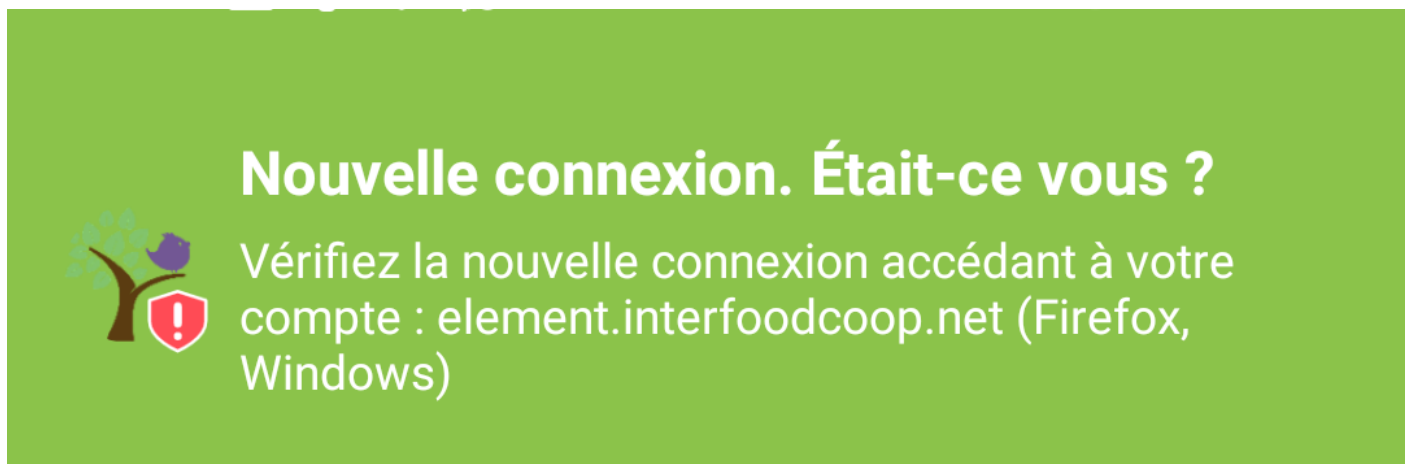 Nouvelle connexion. Était-ce vous ?
Vérifiez la nouvelle connexion accédant à votre
compte : element.interfoodcoop.net (Firefox,
Windows)